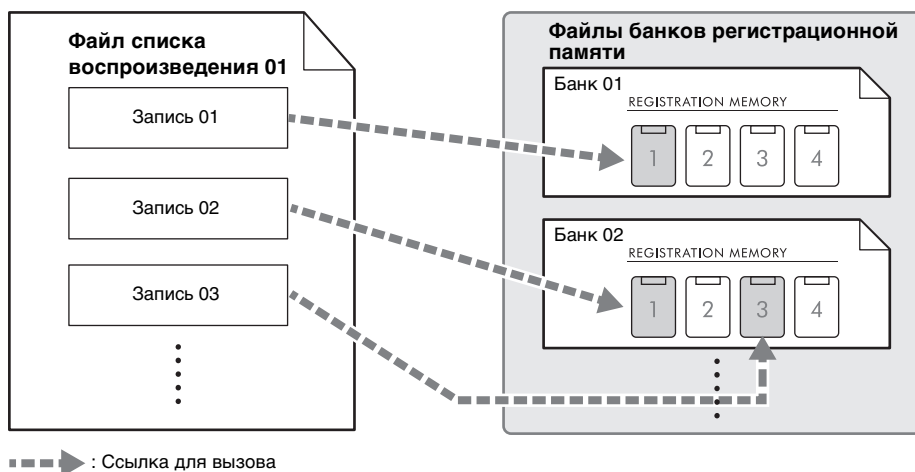 Файл списка
воспроизведения 01
Запись 01
Запись 02
Запись 03
Файлы банков регистрационной
памяти
Банк 01
REGISTRATION MEMORY
1 2 3 4
Банк 02
REGISTRATION MEMORY
1 2 3 4
: Ссылка для вызова